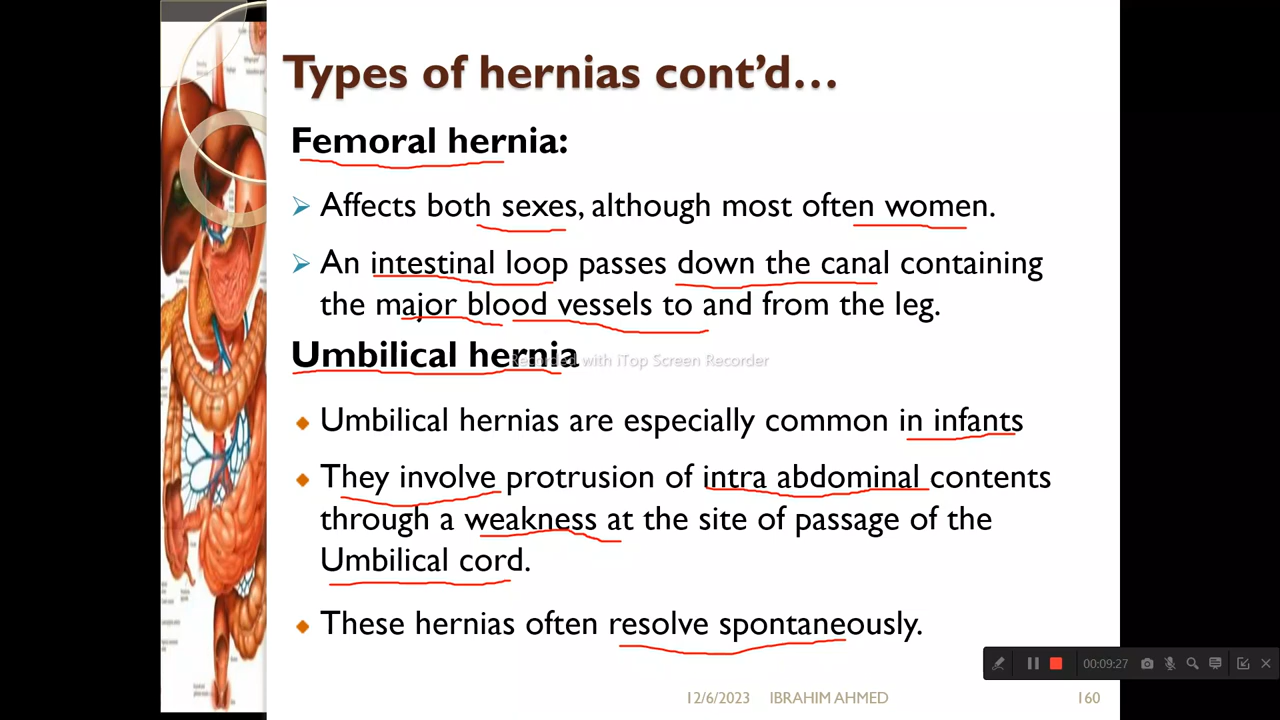 Types of hernias cont’d…
Femoral hernia:
Affects both sexes, although most often women.
An intestinal loop passes down the canal containing
the major blood vessels to and from the leg.
Umbilical hernia
Recorded with iTop Screen Recorder
Umbilical hernias are especially common in infants
They involve protrusion of intra abdominal contents
through a weakness at the site of passage of the
Umbilical cord.
These hernias often resolve spontaneously.
00:09:27
12/6/2023 IBRAHIM AHMED 160